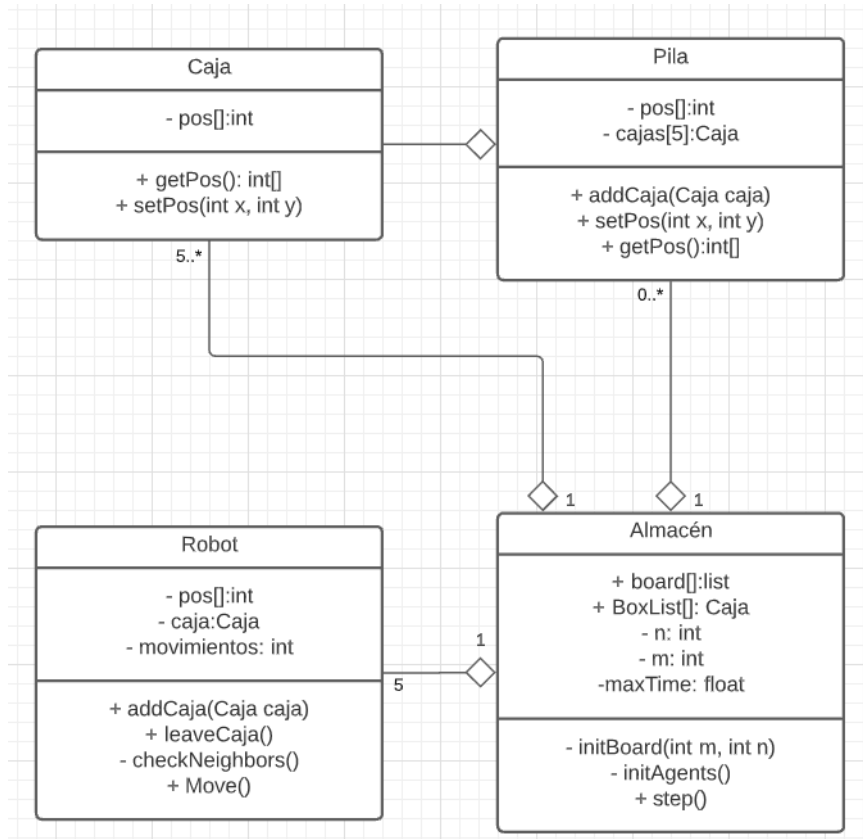 Caja
- pos[]:int
+ getPos(): int[]
+ setPos(int x, int y)
5..*
Pila
- pos[]:int
- cajas[5]:Caja
+ addCaja(Caja caja)
+ setPos(int x, int y)
+ getPos():int[]
0..*
1
1
Robot
- pos[]:int
- caja:Caja
- movimientos: int
+ addCaja(Caja caja)
+ leaveCaja()
- checkNeighbors()
+ Move()
5
1
Almacén
+ board[]:list
+ BoxList[]: Caja
- n: int
- m: int
-maxTime: float
- initBoard(int m, int n)
- initAgents()
+ step()